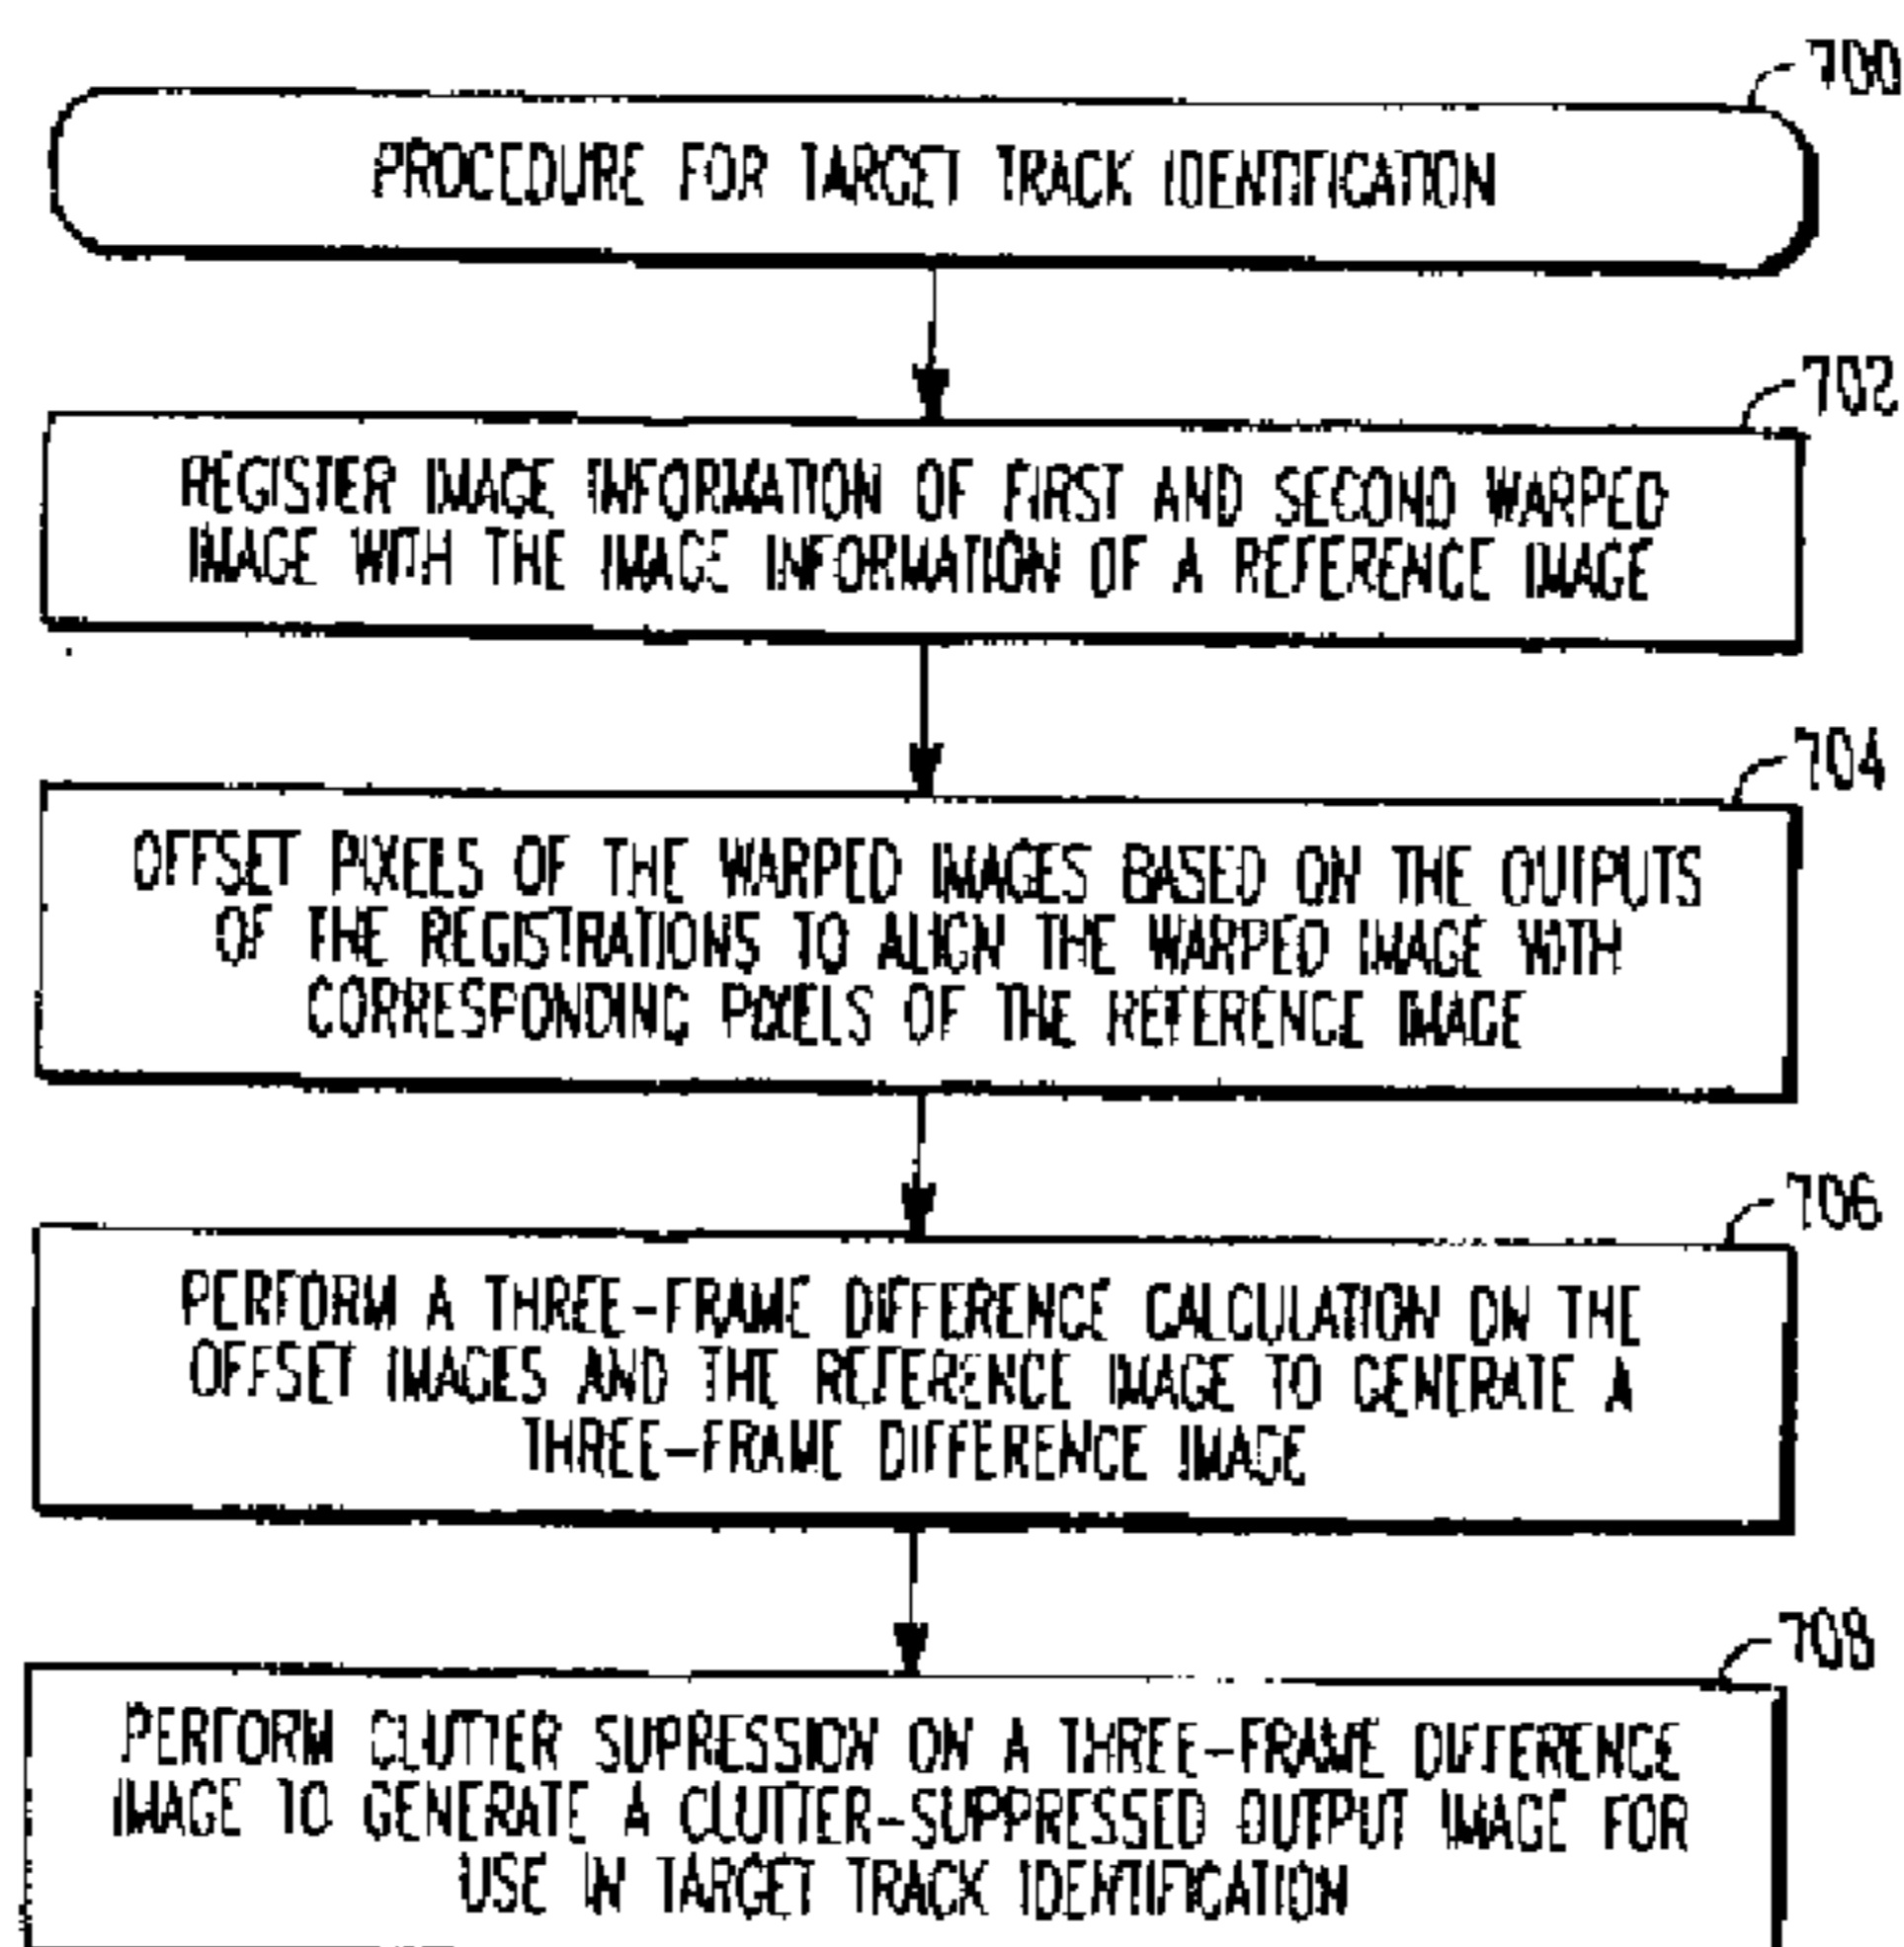 700
PROCEDURE FOR TARGET TRACK IDENTIFICATION
702
REGISTER IMAGE INFORMATION OF FIRST AND SECOND WARPED
IMAGE WITH THE IMAGE INFORMATION OF A REFERENCE IMAGE
704
OFFSET PIXELS OF THE WARPED IMAGES BASED ON THE OUTPUTS
OF THE REGISTRATIONS TO ALIGN THE WARPED IMAGE WITH
CORRESPONDING PIXELS OF THE REFERENCE IMAGE
706
PERFORM A THREE-FRAME DIFFERENCE CALCULATION ON THE
OFFSET IMAGES AND THE REFERENCE IMAGE TO GENERATE A
THREE-FRAME DIFFERENCE IMAGE
708
PERFORM CLUTTER SUPRESSION ON A THREE-FRAME DIFFERENCE
IMAGE TO GENERATE A CLUTTER-SUPPRESSED OUTPUT IMAGE FOR
USE IN TARGET TRACK IDENTIFICATION